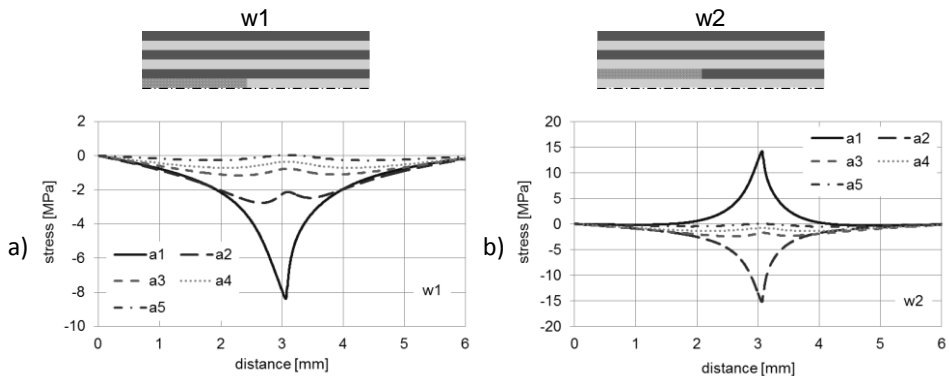 w1
w2
a)
stress [MPa]
2
0
-2
-4
-6
-8
-10
a1 a2
a3 a4
a5
w1
0 1 2 3 4 5 6
distance [mm]
b)
stress [MPa]
20
15
10
5
0
-5
-10
-15
-20
a1 a2
a3 a4
a5
w2
0 1 2 3 4 5 6
distance [mm]